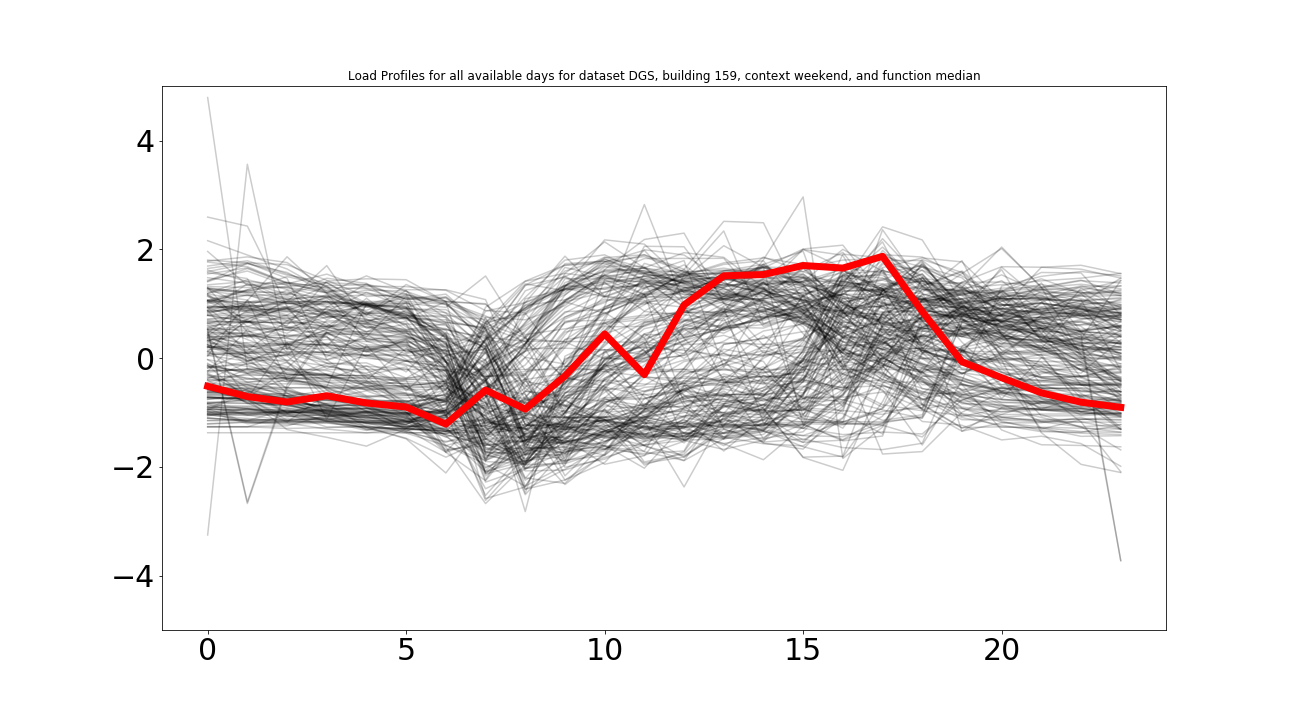 Load Profiles for all available days for dataset DGS, building 159, context weekend, and function median
4
2
0
−2
−4
0 5 10 15 20